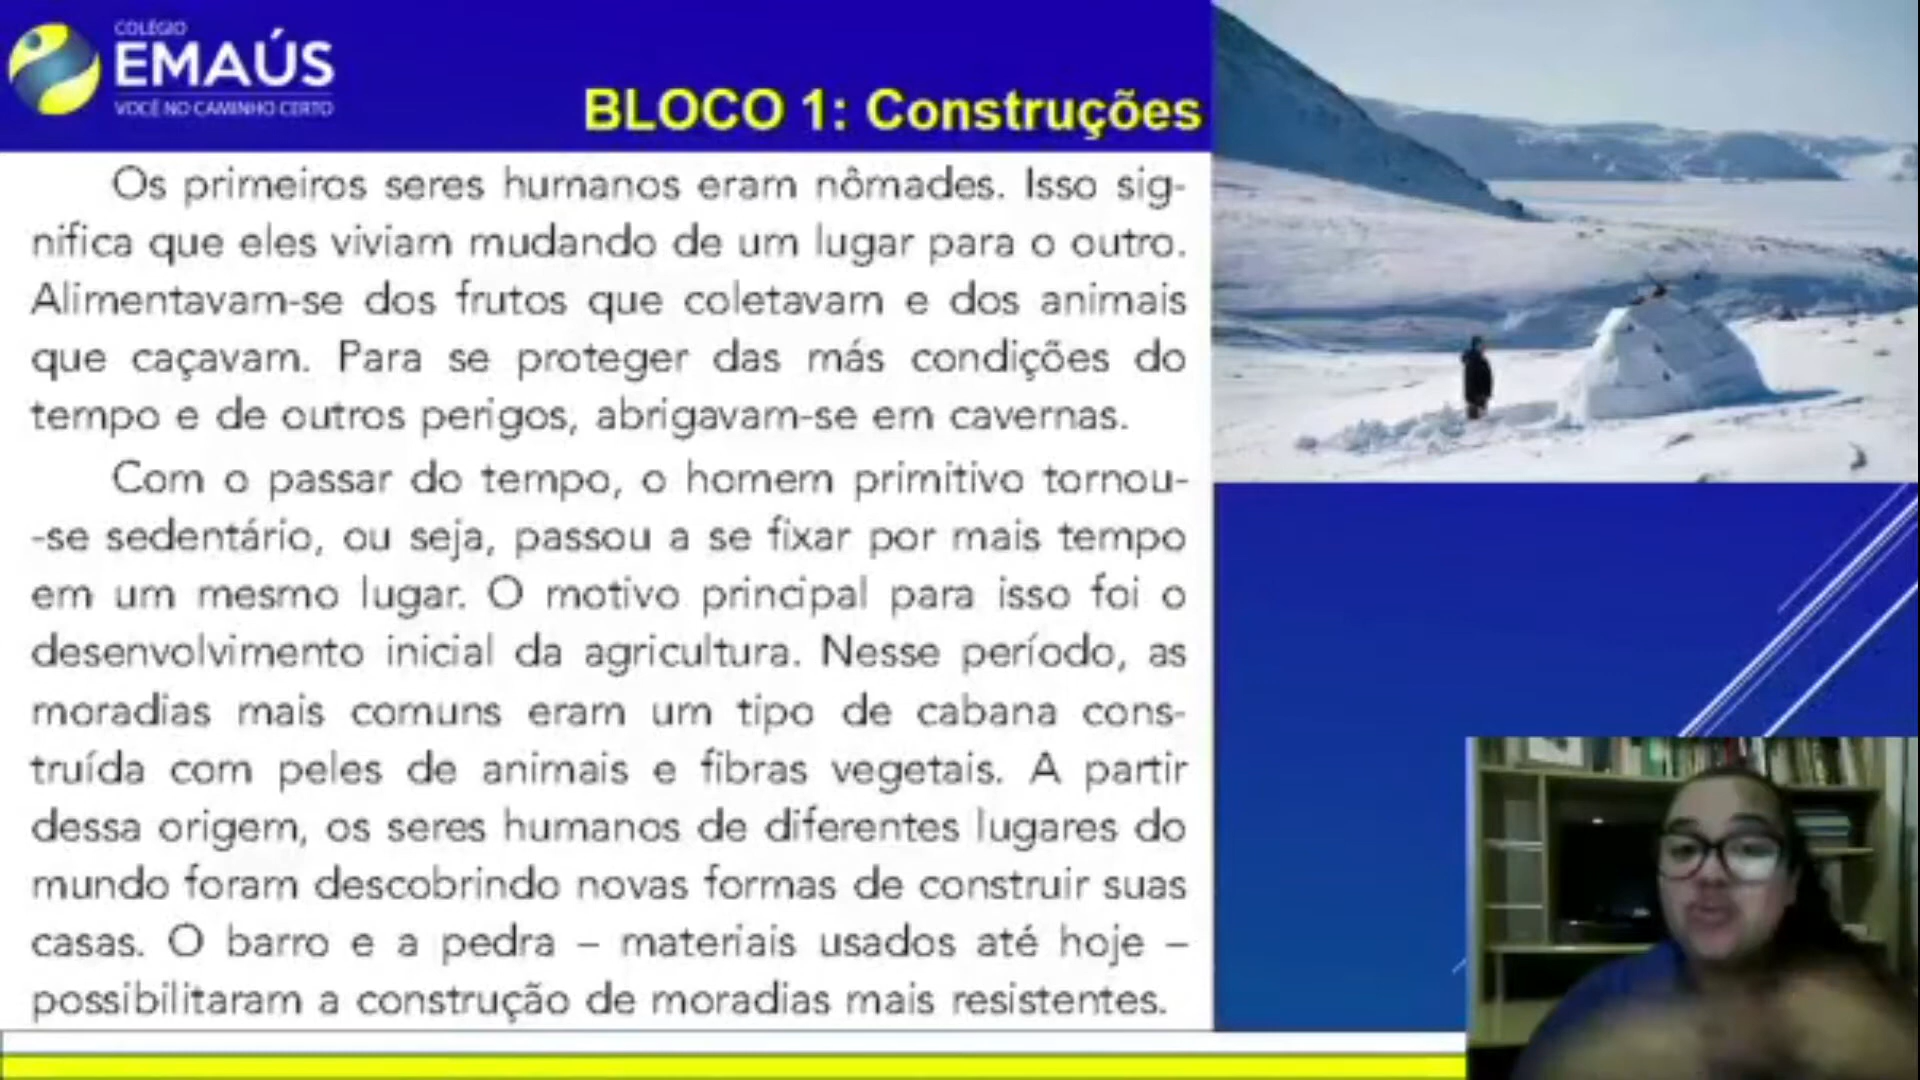 COLÉGIO
EMAÚS
VOCÊ NO CAMINHO CERTO
BLOCO 1: Construções
Os primeiros seres humanos eram nômades. Isso sig-
nifica que eles viviam mudando de um lugar para o outro.
Alimentavam-se dos frutos que coletavam e dos animais
que caçavam. Para se proteger das más condições do
tempo e de outros perigos, abrigavam-se em cavernas.
Com o passar do tempo, o homem primitivo tornou-
-se sedentário, ou seja, passou a se fixar por mais tempo
em um mesmo lugar. O motivo principal para isso foi o
desenvolvimento inicial da agricultura. Nesse período, as
moradias mais comuns eram um tipo de cabana cons-
truída com peles de animais e fibras vegetais. A partir
dessa origem, os seres humanos de diferentes lugares do
mundo foram descobrindo novas formas de construir suas
casas. O barro e a pedra – materiais usados até hoje –
possibilitaram a construção de moradias mais resistentes.